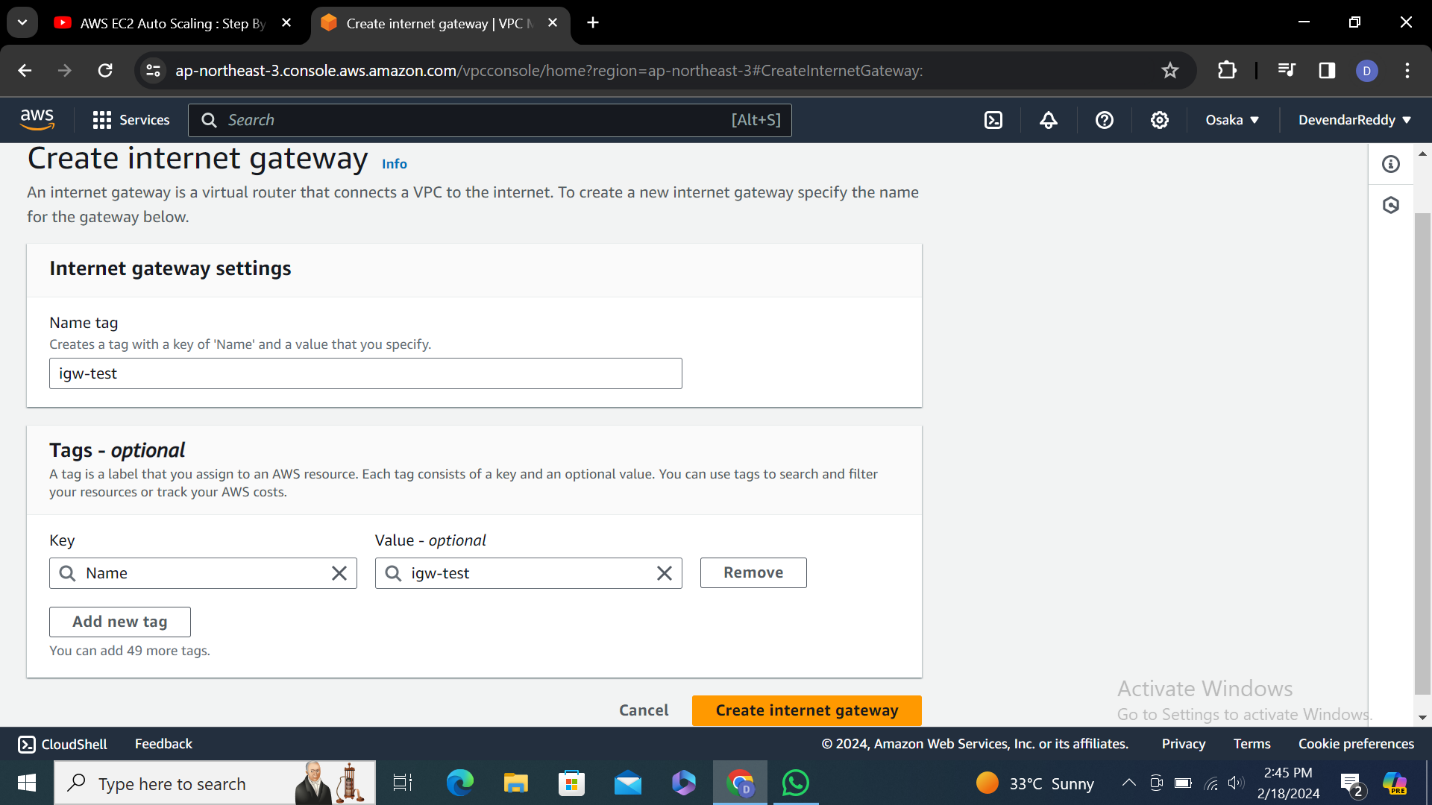 AWS EC2 Auto Scaling : Step By
Create internet gateway | VPC M
ap-northeast-3.console.aws.amazon.com/vpcconsole/home?region=ap-northeast-3#CreateInternetGateway:
D
aws
Services
Search
[Alt+S]
Osaka
DevendarReddy
Create internet gateway Info
An internet gateway is a virtual router that connects a VPC to the internet. To create a new internet gateway specify the name
for the gateway below.
Internet gateway settings
Name tag
Creates a tag with a key of 'Name' and a value that you specify.
igw-test
Tags - optional
A tag is a label that you assign to an AWS resource. Each tag consists of a key and an optional value. You can use tags to search and filter
your resources or track your AWS costs.
Key
Value - optional
Name
igw-test
Remove
Add new tag
You can add 49 more tags.
Cancel
Create internet gateway
Activate Windows
Go to Settings to activate Windows.
CloudShell
Feedback
© 2024, Amazon Web Services, Inc. or its affiliates.
Privacy
Terms
Cookie preferences
Type here to search
D
33°C Sunny
2:45 PM
2/18/2024
2
PRE